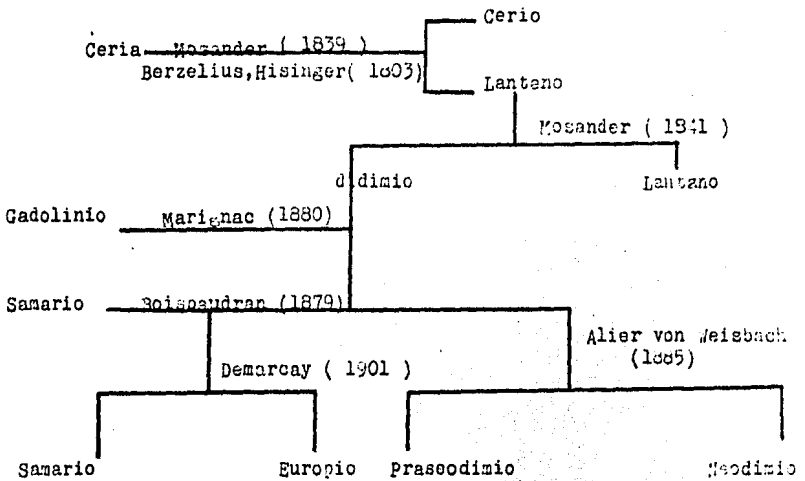 Cerio
Ceria Mosander ( 1839 )
Berzelius,Hisinger( 1803)
Lantano
Mosander ( 1841 )
didimio Lantano
Gadolinio Marignac (1880)
Samario Boisbaudran (1879)
Alier von Weisbach
(1885)
Demarcay ( 1901 )
Samario Europio Praseodimio Neodimio